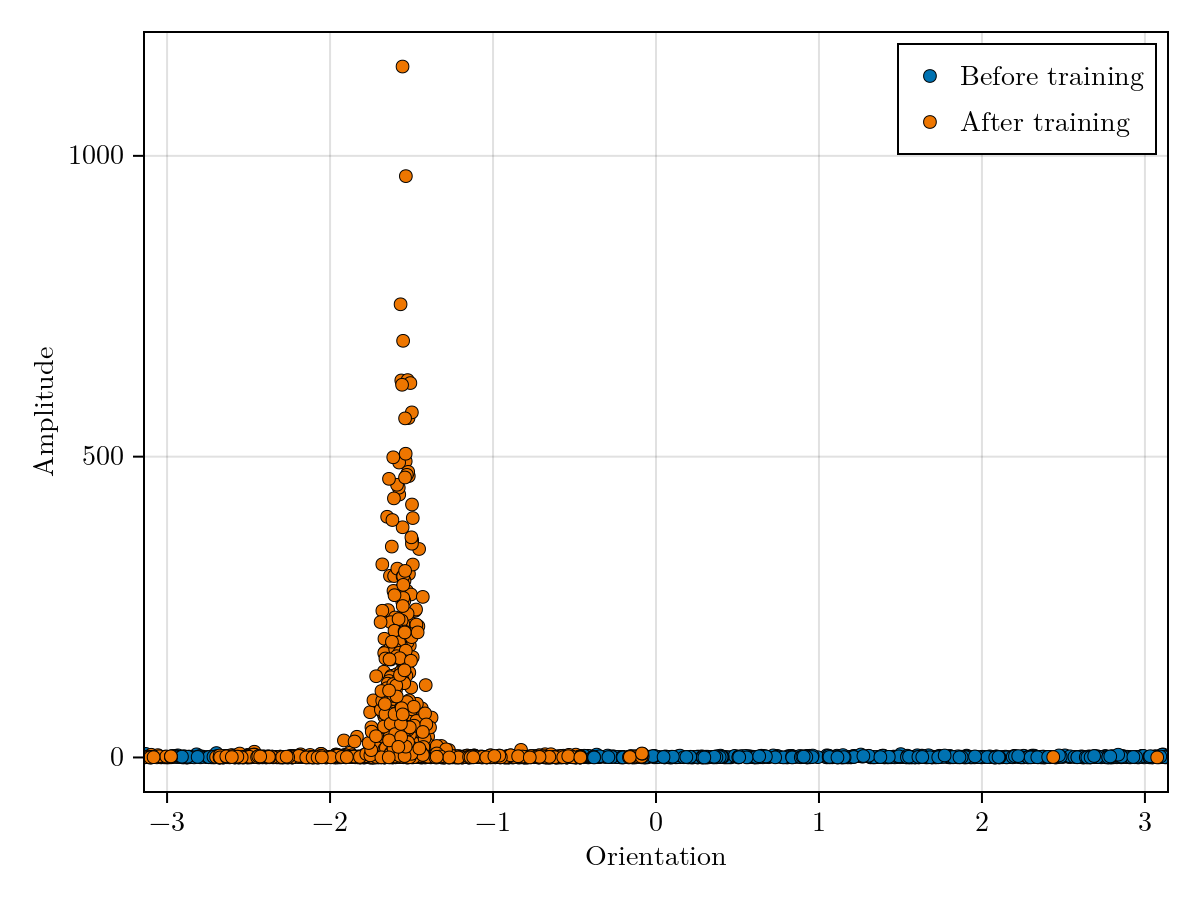 Before training
After training
1000
500
0
Amplitude
−3
−2
−1
0
1
2
3
Orientation